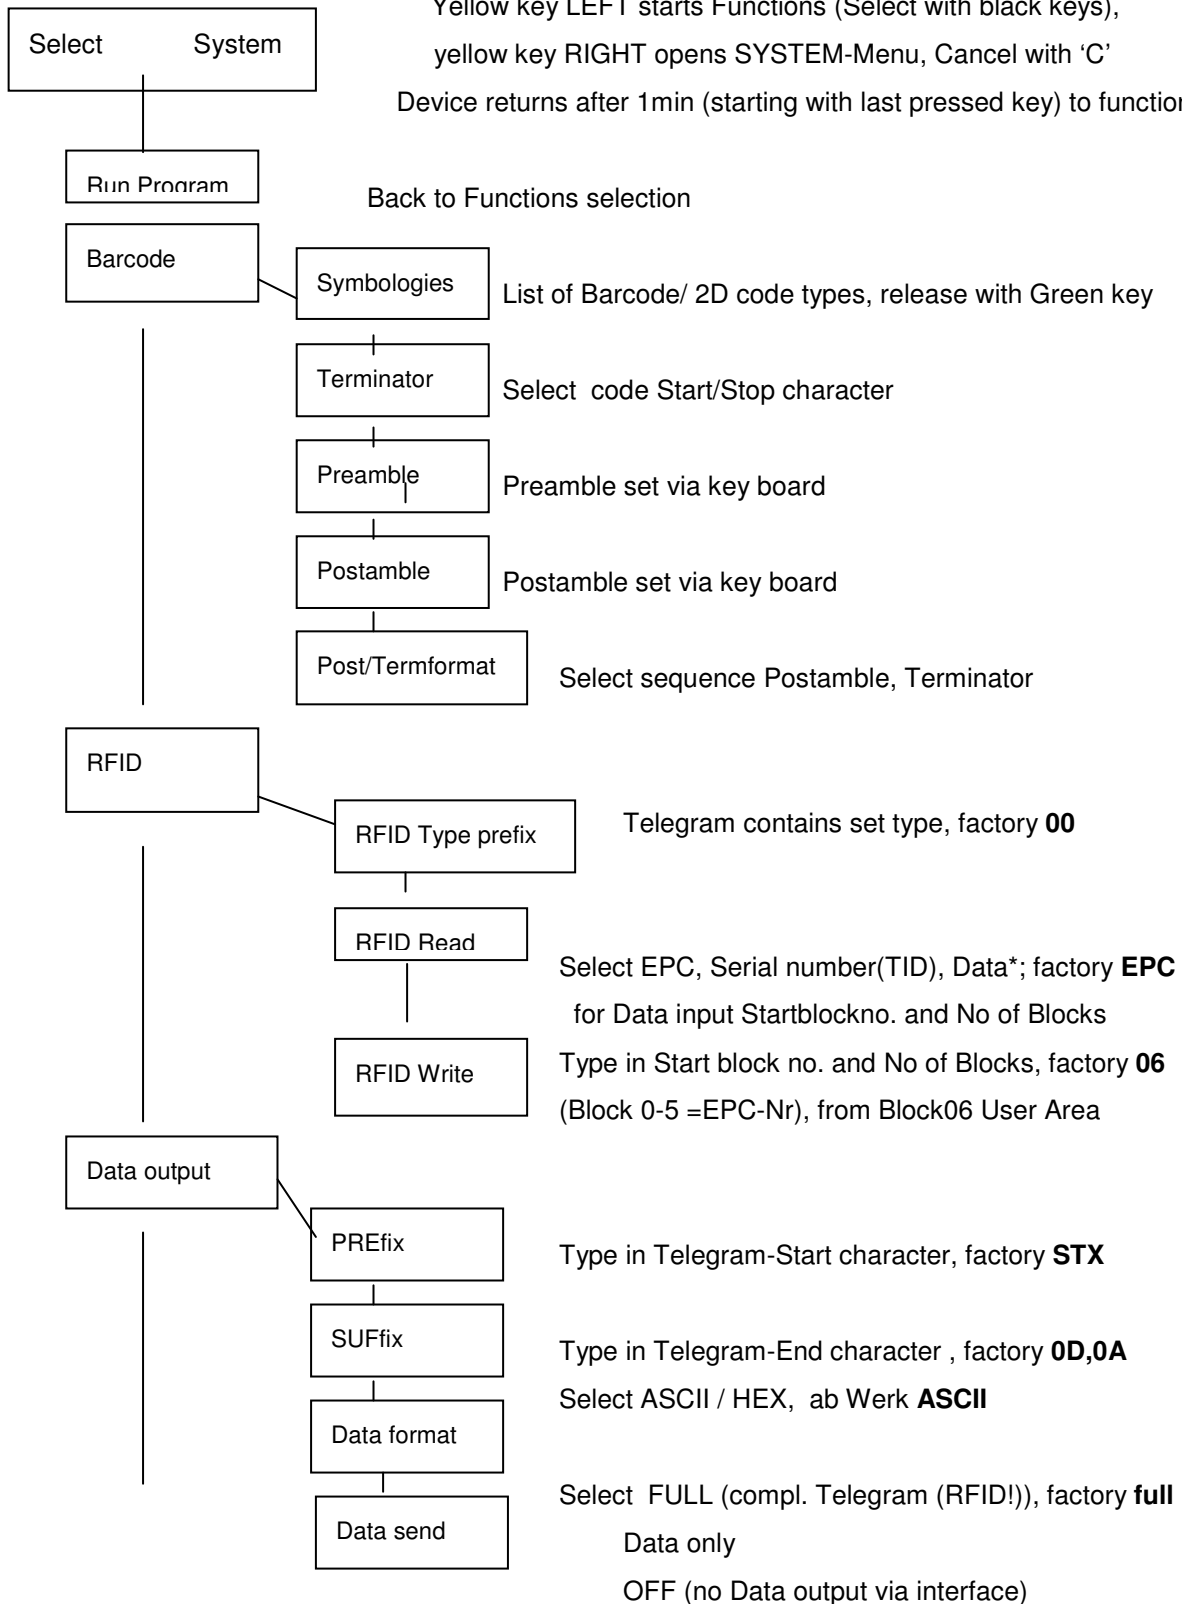 Yellow key LEFT starts Functions (Select with black keys),
Select System
yellow key RIGHT opens SYSTEM-Menu, Cancel with ‘C’
Device returns after 1min (starting with last pressed key) to function
Run Program
Back to Functions selection
Barcode
Symbologies
List of Barcode/ 2D code types, release with Green key
Terminator
Select code Start/Stop character
Preamble
Preamble set via key board
Postamble
Postamble set via key board
Post/Termformat
Select sequence Postamble, Terminator
RFID
RFID Type prefix
Telegram contains set type, factory 00
RFID Read
Select EPC, Serial number(TID), Data*; factory EPC
for Data input Startblockno. and No of Blocks
RFID Write
Type in Start block no. and No of Blocks, factory 06
(Block 0-5 =EPC-Nr), from Block06 User Area
Data output
PREfix
Type in Telegram-Start character, factory STX
SUFfix
Type in Telegram-End character , factory 0D,0A
Select ASCII / HEX, ab Werk ASCII
Data format
Select FULL (compl. Telegram (RFID!)), factory full
Data send
Data only
OFF (no Data output via interface)